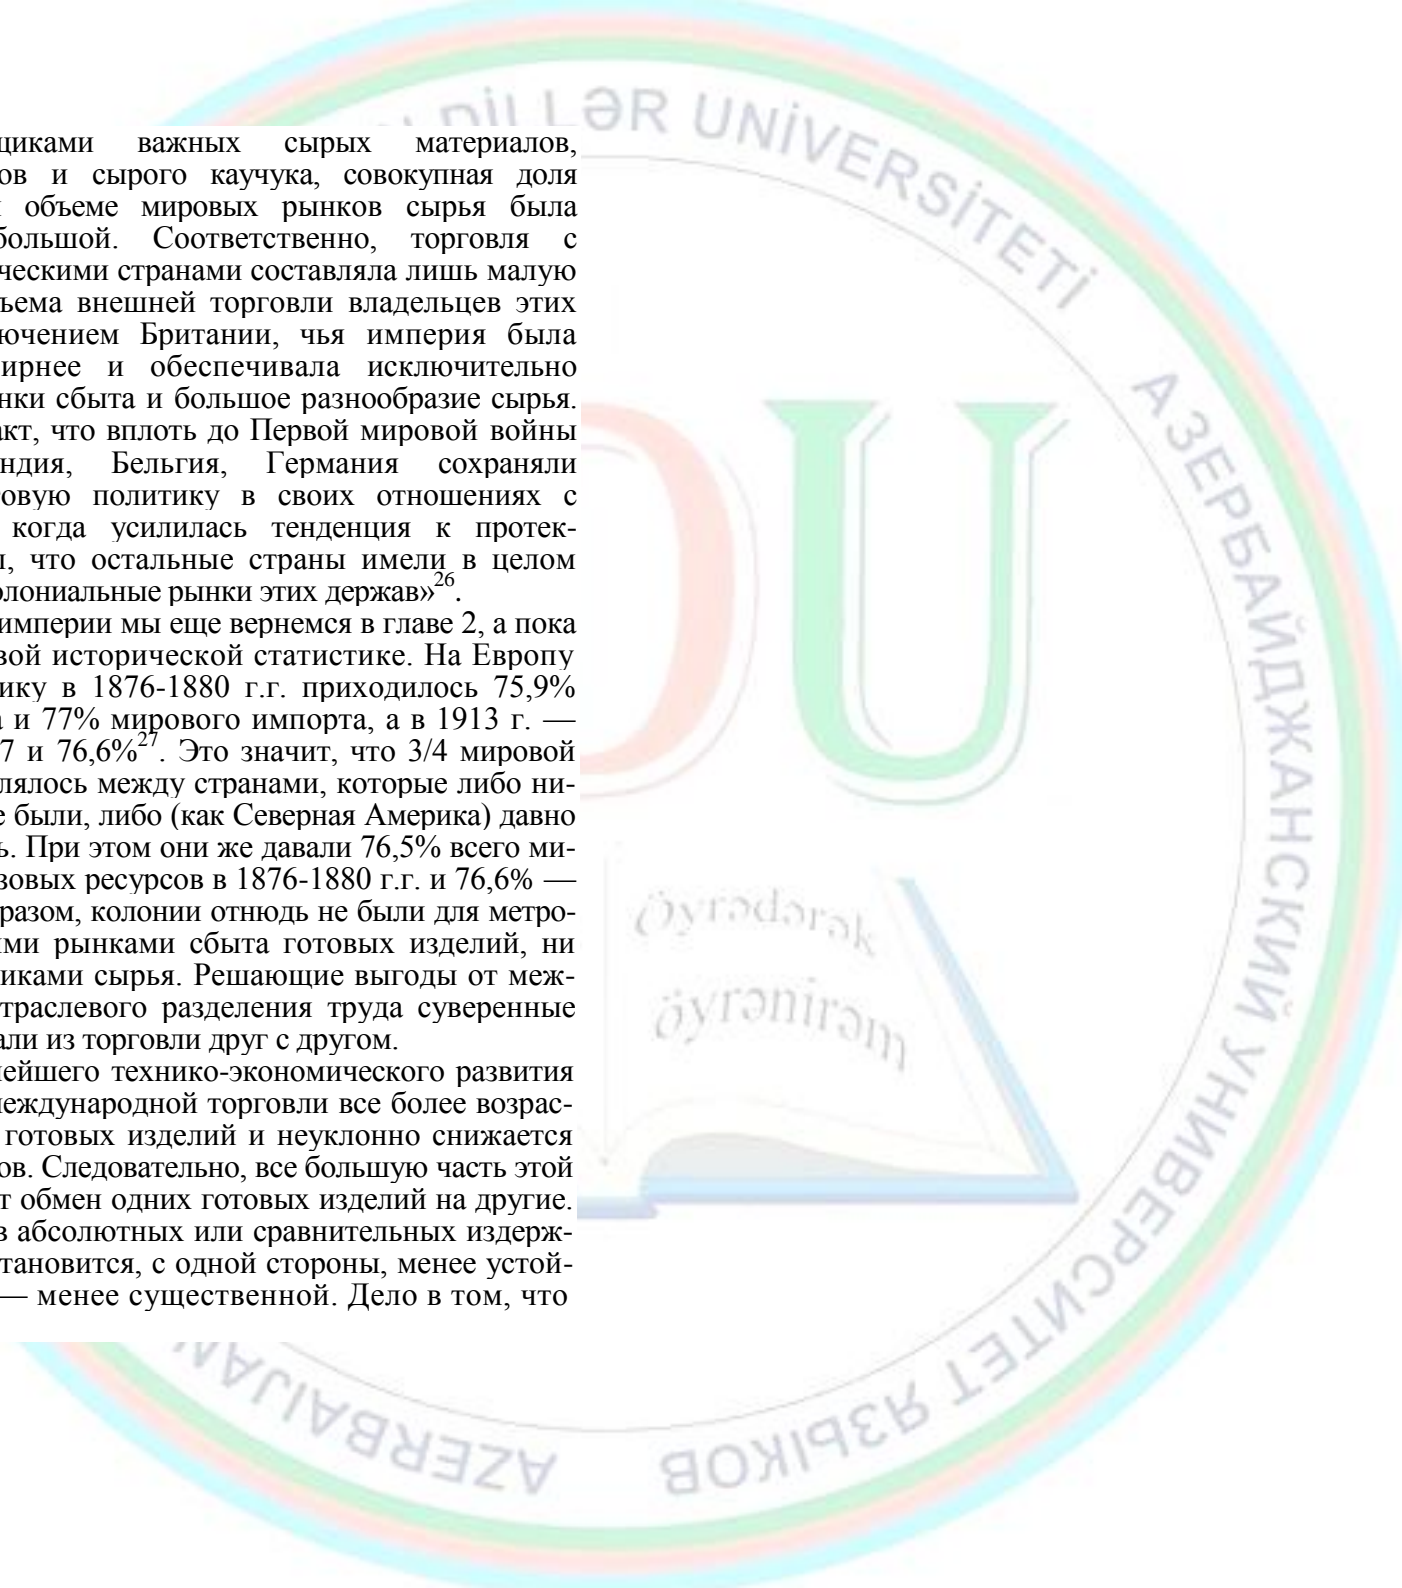 циками важных сырых материалов,
ов и сырого каучука, совокупная доля
объеме мировых рынков сырья была
большой. Соответственно, торговля с
ческими странами составляла лишь малую
ъема внешней торговли владельцев этих
ючением Британии, чья империя была
ирнее и обеспечивала исключительно
нки сбыта и большое разнообразие сырья.
акт, что вплоть до Первой мировой войны
ндия, Бельгия, Германия сохраняли
овую политику в своих отношениях с
когда усилилась тенденция к протек-
ы, что остальные страны имели в целом
олониальные рынки этих держав»26.
империи мы еще вернемся в главе 2, а пока
вой исторической статистике. На Европу
ику в 1876-1880 г.г. приходилось 75,9%
а и 77% мирового импорта, а в 1913 г. —
7 и 76,6%27. Это значит, что 3/4 мировой
лялось между странами, которые либо ни-
е были, либо (как Северная Америка) давно
ь. При этом они же давали 76,5% всего ми-
зовых ресурсов в 1876-1880 г.г. и 76,6% —
разом, колонии отнюдь не были для метро-
ми рынками сбыта готовых изделий, ни
иками сырья. Решающие выгоды от меж-
траслевого разделения труда суверенные
али из торговли друг с другом.
нейшего технико-экономического развития
международной торговли все более возрас-
готовых изделий и неуклонно снижается
ов. Следовательно, все большую часть этой
т обмен одних готовых изделий на другие.
в абсолютных или сравнительных издерж-
тановится, с одной стороны, менее устой-
— менее существенной. Дело в том, что
DİLLƏR UNİVERSİTETİ
АЗЕРБАЙДЖАНСКИЙ УНИВЕРСИТЕТ ЯЗЫКОВ
AZERBAIJAN
DU
Öyrədərək
öyrənirəm